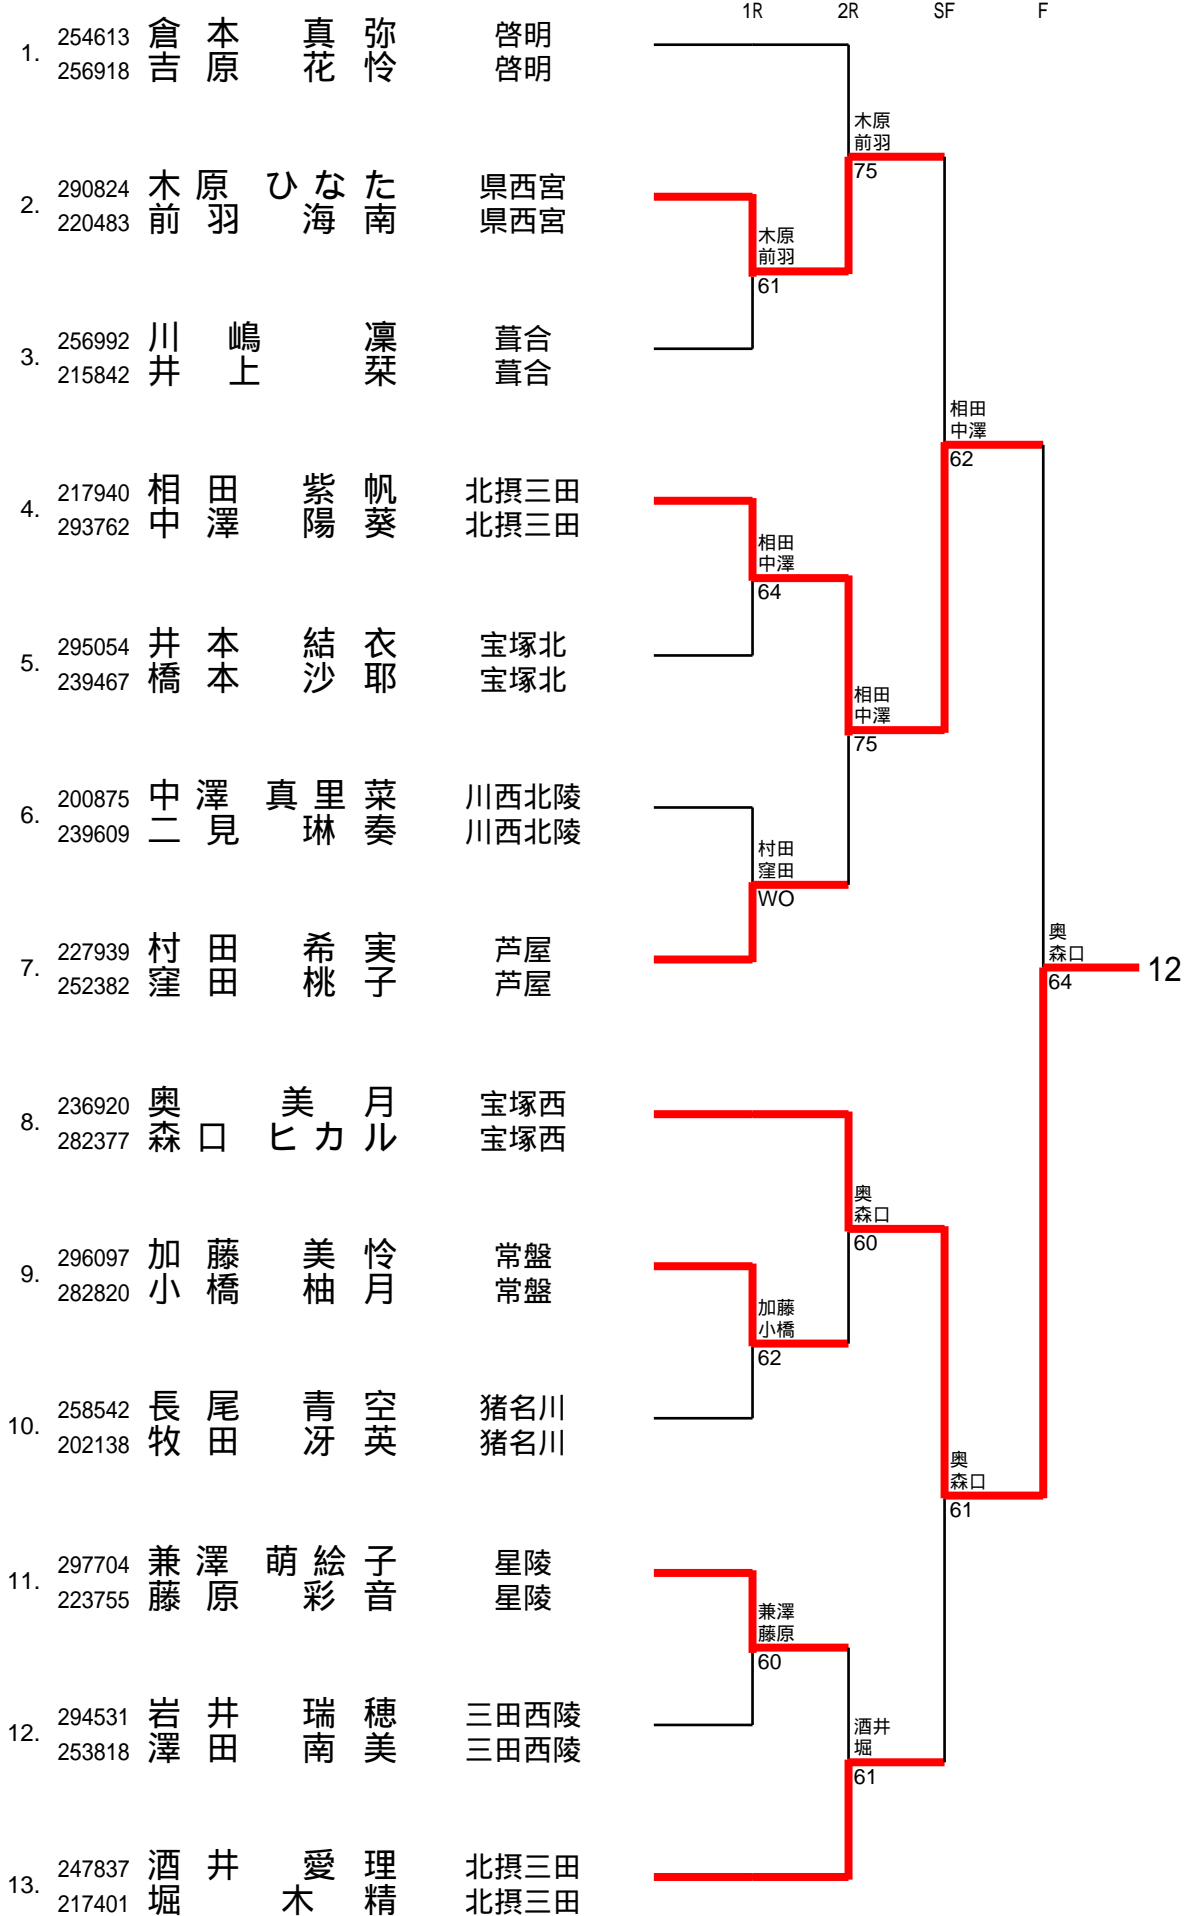 1R 2R SF F
1. 254613 倉本 真弥 啓明
256918 吉原 花怜 啓明
木原
前羽
75
2. 290824 木原 ひなた 県西宮
220483 前羽 海南 県西宮
木原
前羽
61
3. 256992 川嶋 凜 葺合
215842 井上 栞 葺合
相田
中澤
62
4. 217940 相田 紫帆 北摂三田
293762 中澤 陽葵 北摂三田
相田
中澤
64
5. 295054 井本 結衣 宝塚北
239467 橋本 沙耶 宝塚北
相田
中澤
75
6. 200875 中澤 真里菜 川西北陵
239609 二見 琳奏 川西北陵
村田
窪田
WO
7. 227939 村田 希実 芦屋
252382 窪田 桃子 芦屋
奥
森口
64
12
8. 236920 奥 美月 宝塚西
282377 森口 ヒカル 宝塚西
奥
森口
60
9. 296097 加藤 美怜 常盤
282820 小橋 柚月 常盤
加藤
小橋
62
10. 258542 長尾 青空 猪名川
202138 牧田 冴英 猪名川
奥
森口
61
11. 297704 兼澤 萌絵子 星陵
223755 藤原 彩音 星陵
兼澤
藤原
60
12. 294531 岩井 瑞穂 三田西陵
253818 澤田 南美 三田西陵
酒井
堀
61
13. 247837 酒井 愛理 北摂三田
217401 堀 木精 北摂三田